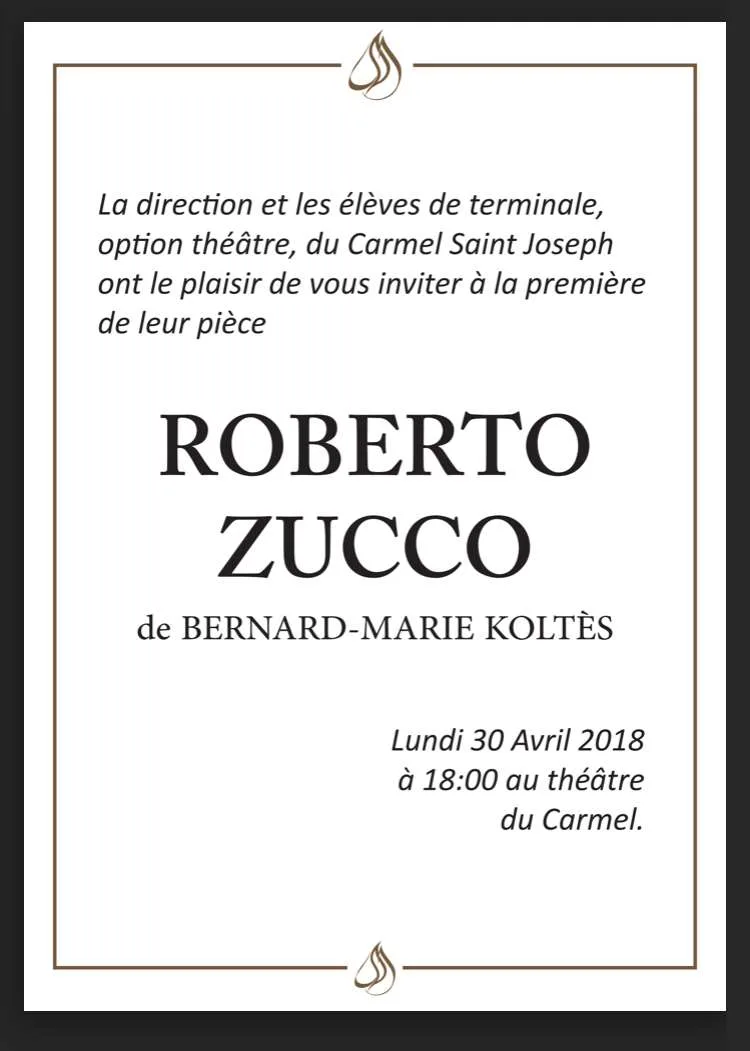 La direction et les élèves de terminale,
option théâtre, du Carmel Saint Joseph
ont le plaisir de vous inviter à la première
de leur pièce
ROBERTO
ZUCCO
de BERNARD-MARIE KOLTÈS
Lundi 30 Avril 2018
à 18:00 au théâtre
du Carmel.